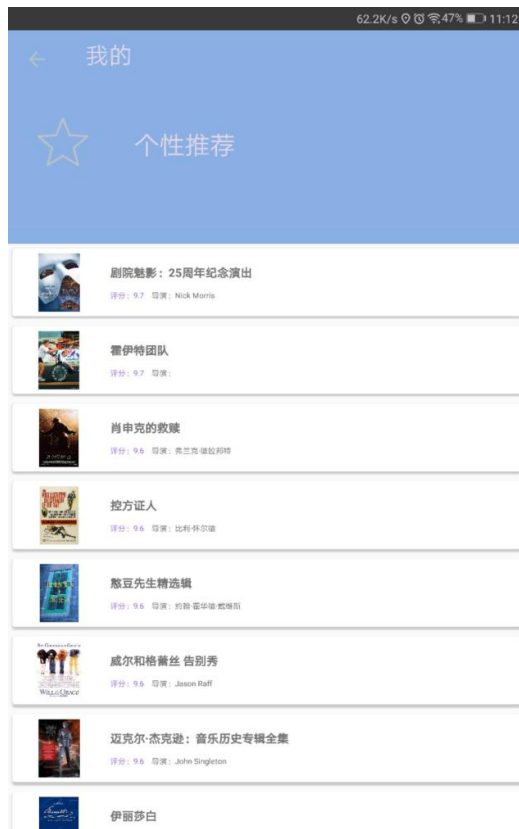 62.2K/s 47% 11:12
我的
个性推荐
剧院魅影：25周年纪念演出
评分：9.7 导演：Nick Morris
霍伊特团队
评分：9.7 导演：
肖申克的救赎
评分：9.6 导演：弗兰克·德拉邦特
控方证人
评分：9.6 导演：比利·怀尔德
憨豆先生精选辑
评分：9.6 导演：约翰·霍华德·戴维斯
WILL & GRACE
威尔和格蕾丝 告别秀
评分：9.6 导演：Jason Raff
迈克尔·杰克逊：音乐历史专辑全集
评分：9.6 导演：John Singleton
伊丽莎白